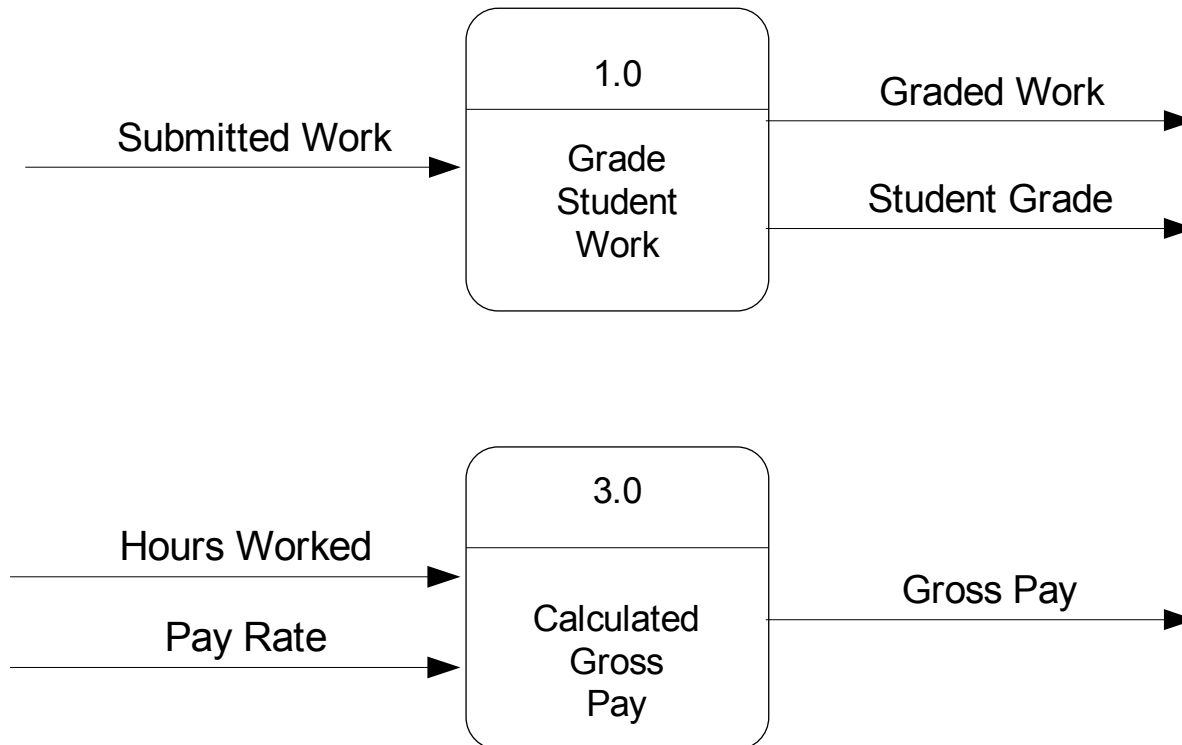 1.0
Graded Work
Submitted Work
Grade
Student
Work
Student Grade
3.0
Hours Worked
Pay Rate
Calculated
Gross
Pay
Gross Pay